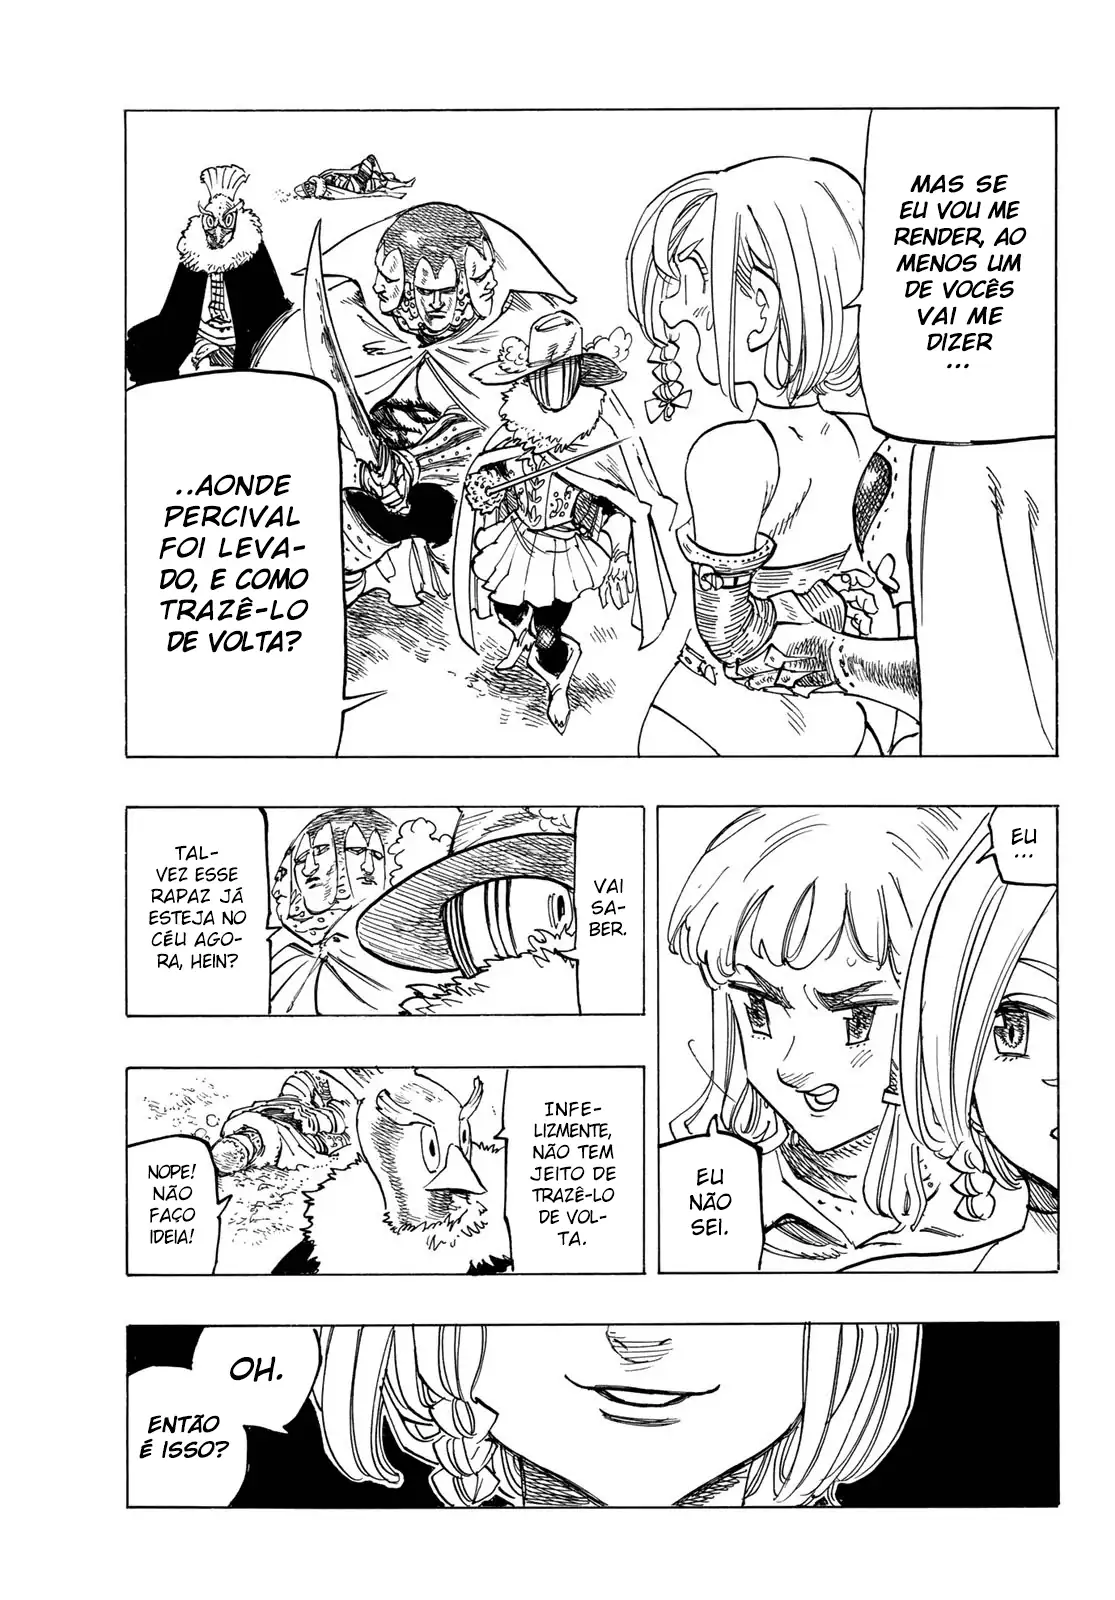 MAS SE
EU VOU ME
RENDER, AO
MENOS UM
DE VOCÊS
VAI ME
DIZER
...
..AONDE
PERCIVAL
FOI LEVA-
DO, E COMO
TRAZÊ-LO
DE VOLTA?
EU
...
EU
NÃO
SEI.
VAI
SA-
BER.
TAL-
VEZ ESSE
RAPAZ JÁ
ESTEJA NO
CÉU AGO-
RA, HEIN?
INFE-
LIZMENTE,
NÃO TEM
JEITO DE
TRAZÊ-LO
DE VOL-
TA.
NOPE!
NÃO
FAÇO
IDEIA!
OH.
ENTÃO
É ISSO?